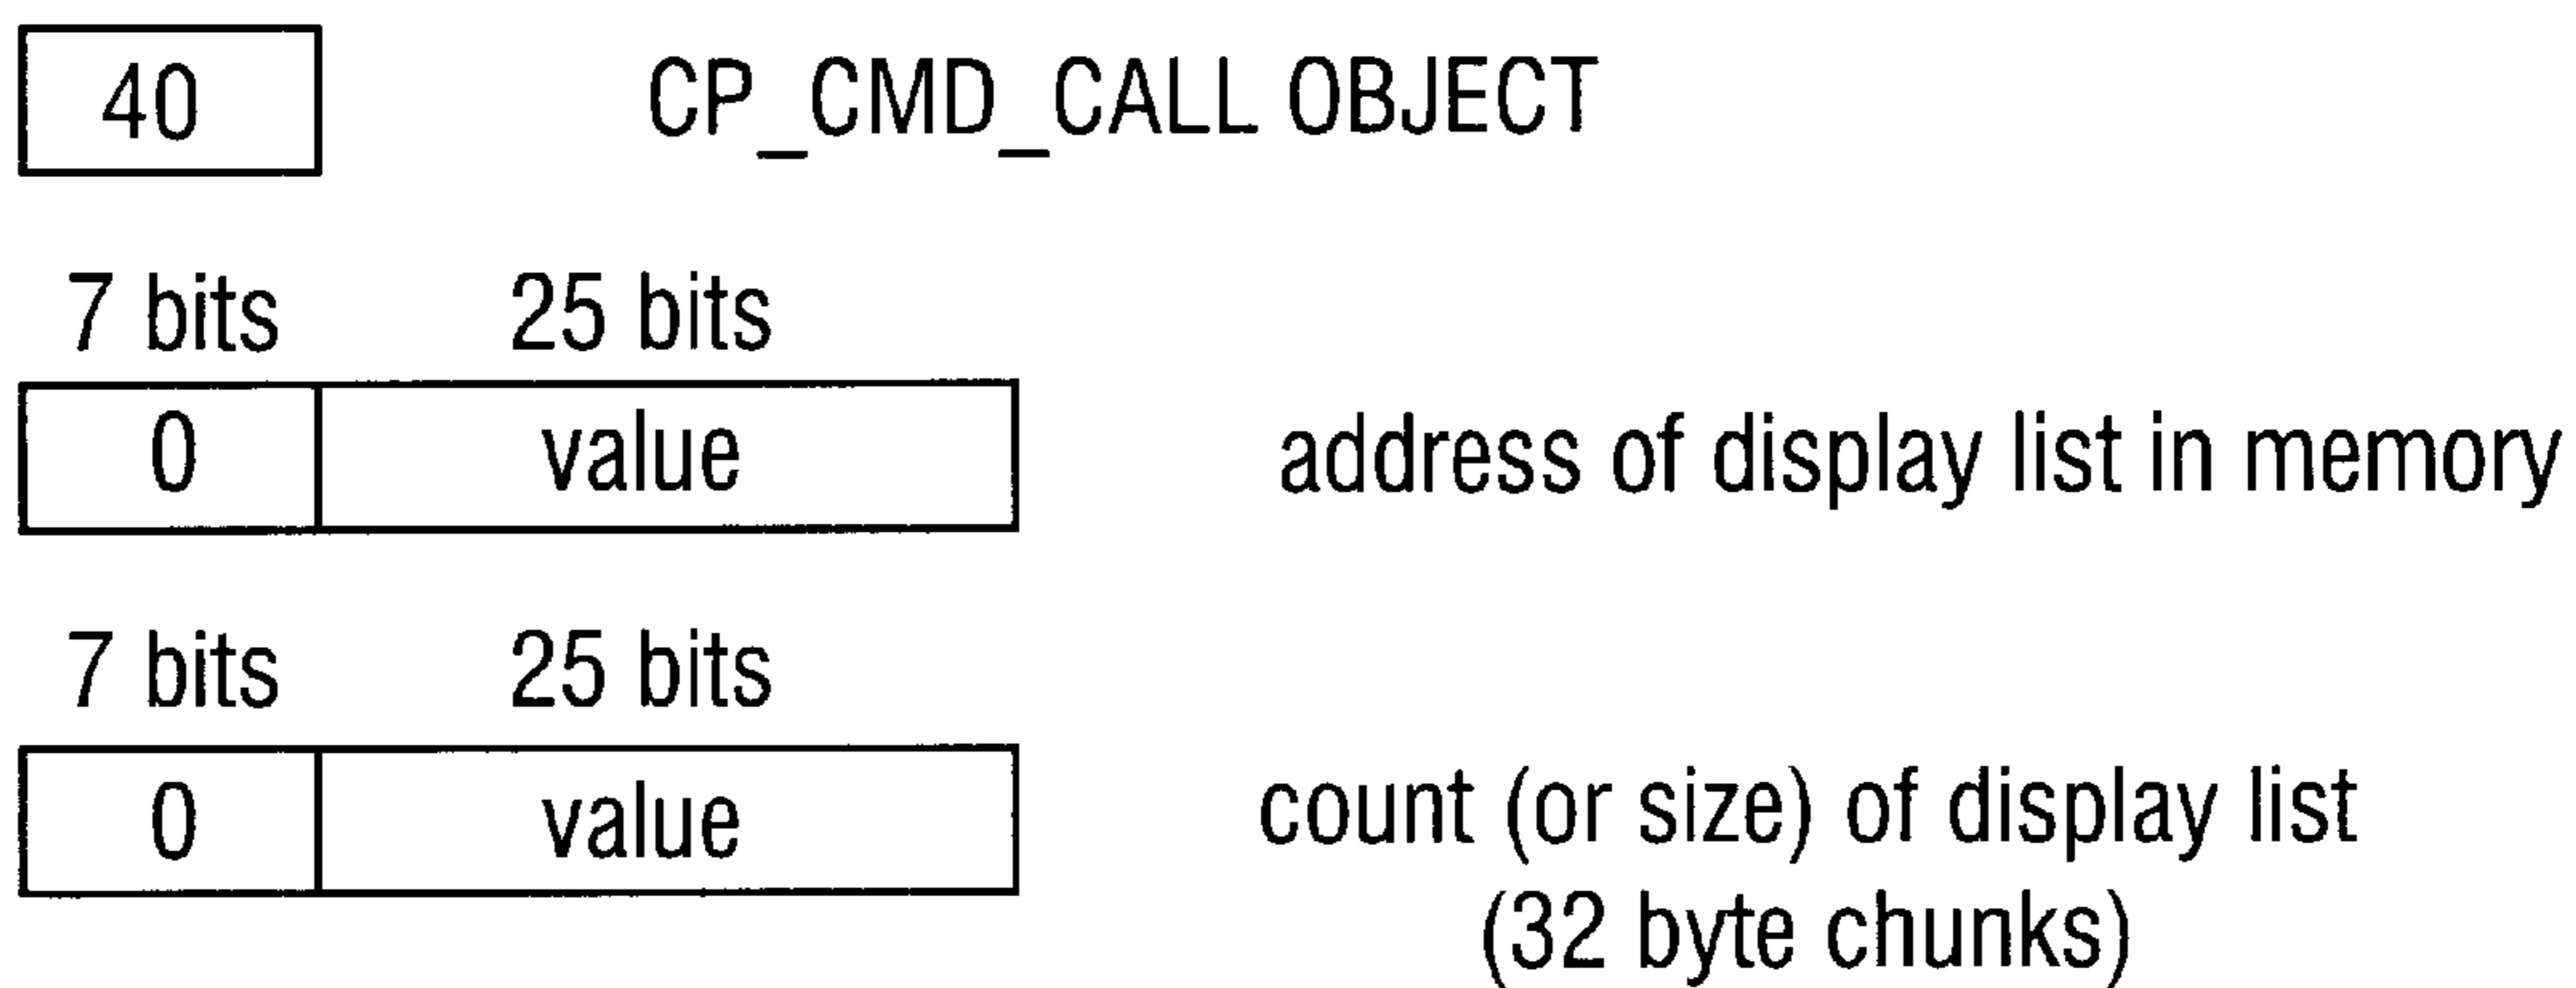 40 CP_CMD_CALL OBJECT
7 bits 25 bits
0 value address of display list in memory
7 bits 25 bits
0 value count (or size) of display list
(32 byte chunks)